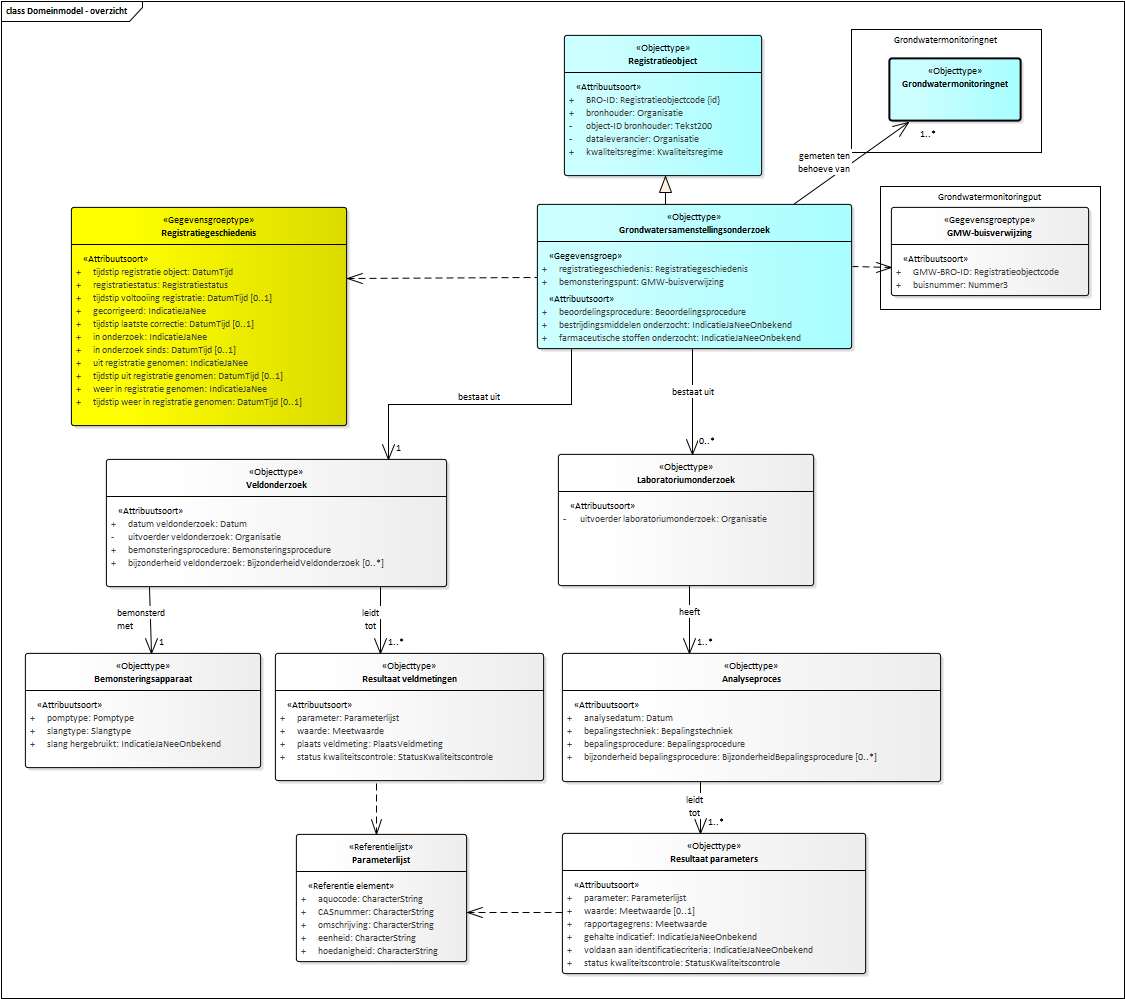 class Domeinmodel - overzicht
«Objecttype»
Registratieobject
«Attribuutsoort»
+ BRO-ID: Registratieobjectcode {id}
+ bronhouder: Organisatie
- object-ID bronhouder: Tekst200
- dataleverancier: Organisatie
+ kwaliteitsregime: Kwaliteitsregime
Grondwatermonitoringnet
«Objecttype»
Grondwatermonitoringnet
1..*
gemeten ten
behoeve van
Grondwatermonitoringput
«Gegevensgroeptype»
GMW-buisverwijzing
«Attribuutsoort»
+ GMW-BRO-ID: Registratieobjectcode
+ buisnummer: Nummer3
«Gegevensgroeptype»
Registratiegeschiedenis
«Attribuutsoort»
+ tijdstip registratie object: DatumTijd
+ registratiestatus: Registratiestatus
+ tijdstip voltooiing registratie: DatumTijd [0..1]
+ gecorrigeerd: IndicatieJaNee
+ tijdstip laatste correctie: DatumTijd [0..1]
+ in onderzoek: IndicatieJaNee
+ in onderzoek sinds: DatumTijd [0..1]
+ uit registratie genomen: IndicatieJaNee
+ tijdstip uit registratie genomen: DatumTijd [0..1]
+ weer in registratie genomen: IndicatieJaNee
+ tijdstip weer in registratie genomen: DatumTijd [0..1]
«Objecttype»
Grondwatersamenstellingsonderzoek
«Gegevensgroep»
+ registratiegeschiedenis: Registratiegeschiedenis
+ bemonsteringspunt: GMW-buisverwijzing
«Attribuutsoort»
+ beoordelingsprocedure: Beoordelingsprocedure
+ bestrijdingsmiddelen onderzocht: IndicatieJaNeeOnbekend
+ farmaceutische stoffen onderzocht: IndicatieJaNeeOnbekend
bestaat uit
1
bestaat uit
0..*
«Objecttype»
Veldonderzoek
«Attribuutsoort»
+ datum veldonderzoek: Datum
- uitvoerder veldonderzoek: Organisatie
+ bemonsteringsprocedure: Bemonsteringsprocedure
+ bijzonderheid veldonderzoek: BijzonderheidVeldonderzoek [0..*]
«Objecttype»
Laboratoriumonderzoek
«Attribuutsoort»
- uitvoerder laboratoriumonderzoek: Organisatie
bemonsterd
met
1
leidt
tot
1..*
heeft
1..*
«Objecttype»
Bemonsteringsapparaat
«Attribuutsoort»
+ pomptype: Pomptype
+ slangtype: Slangtype
+ slang hergebruikt: IndicatieJaNeeOnbekend
«Objecttype»
Resultaat veldmetingen
«Attribuutsoort»
+ parameter: Parameterlijst
+ waarde: Meetwaarde
+ plaats veldmeting: PlaatsVeldmeting
+ status kwaliteitscontrole: StatusKwaliteitscontrole
«Objecttype»
Analyseproces
«Attribuutsoort»
+ analysedatum: Datum
+ bepalingstechniek: Bepalingstechniek
+ bepalingsprocedure: Bepalingsprocedure
+ bijzonderheid bepalingsprocedure: BijzonderheidBepalingsprocedure [0..*]
leidt
tot
1..*
«Referentielijst»
Parameterlijst
«Referentie element»
+ aquocode: CharacterString
+ CASnummer: CharacterString
+ omschrijving: CharacterString
+ eenheid: CharacterString
+ hoedanigheid: CharacterString
«Objecttype»
Resultaat parameters
«Attribuutsoort»
+ parameter: Parameterlijst
+ waarde: Meetwaarde [0..1]
+ rapportagegrens: Meetwaarde
+ gehalte indicatief: IndicatieJaNeeOnbekend
+ voldaan aan identificatiecriteria: IndicatieJaNeeOnbekend
+ status kwaliteitscontrole: StatusKwaliteitscontrole